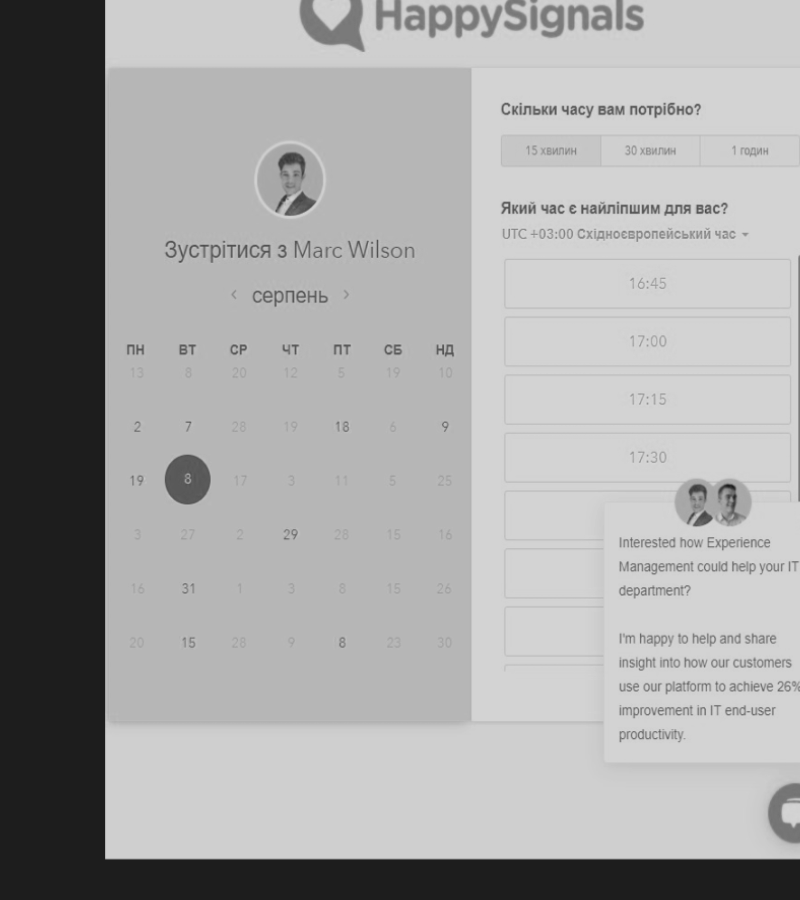 HappySignals
Зустрітися з Marc Wilson
серпень
ПН ВТ СР ЧТ ПТ СБ НД
13 8 20 12 5 19 10
2 7 28 19 18 6 9
19 8 17 3 11 5 25
3 27 2 29 28 15 16
16 31 1 3 8 15 26
20 15 28 9 8 23 30
Скільки часу вам потрібно?
15 хвилин 30 хвилин 1 годин
Який час є найліпшим для вас?
UTC +03:00 Східноєвропейський час
16:45
17:00
17:15
17:30
Interested how Experience
Management could help your IT
department?
I'm happy to help and share
insight into how our customers
use our platform to achieve 26%
improvement in IT end-user
productivity.